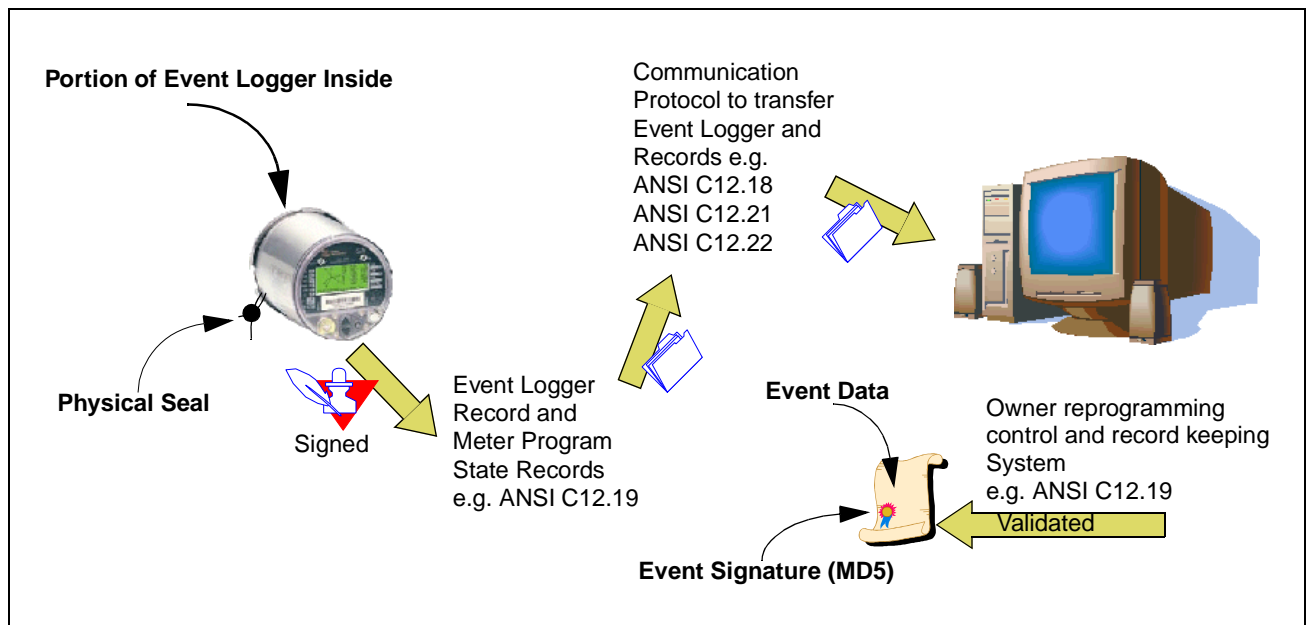 Portion of Event Logger Inside
Physical Seal
Signed
Event Logger
Record and
Meter Program
State Records
e.g. ANSI C12.19
Communication
Protocol to transfer
Event Logger and
Records e.g.
ANSI C12.18
ANSI C12.21
ANSI C12.22
Event Data
Owner reprogramming
control and record keeping
System
e.g. ANSI C12.19
Validated
Event Signature (MD5)